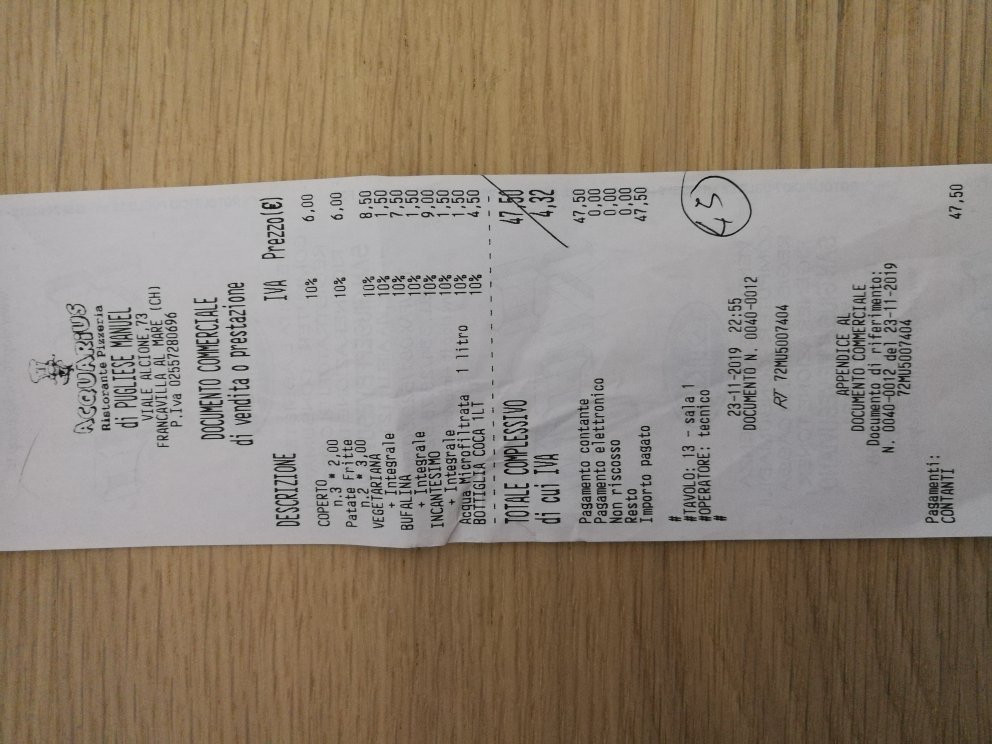 ACQUARIUS
Ristorante Pizzeria
di PUGLIESE MANUEL
VIALE ALCIONE,73
FRANCAVILLA AL MARE (CH)
P.Iva 02557280696
DOCUMENTO COMMERCIALE
di vendita o prestazione
DESCRIZIONE IVA Prezzo(€)
COPERTO 10% 6,00
n.3 * 2,00
Patate Fritte 10% 6,00
n.2 * 3,00
VEGETARIANA 10% 8,50
+ Integrale 10% 1,50
BUFALINA 10% 7,50
+ Integrale 10% 1,50
INCANTESIMO 10% 9,00
+ Integrale 10% 1,50
Acqua Microfiltrata 1 litro 10% 1,50
BOTTIGLIA COCA 1LT 10% 4,50
TOTALE COMPLESSIVO 47,50
di cui IVA 4,32
Pagamento contante 47,50
Pagamento elettronico 0,00
Non riscosso 0,00
Resto 0,00
Importo pagato 47,50
#
#TAVOLO: 13 - sala 1
#OPERATORE: tecnico
#
45
23-11-2019 22:55
DOCUMENTO N. 0040-0012
RT 72MU5007404
APPENDICE AL
DOCUMENTO COMMERCIALE
Documento di riferimento:
N. 0040-0012 del 23-11-2019
72MU5007404
Pagamenti:
CONTANTI 47,50